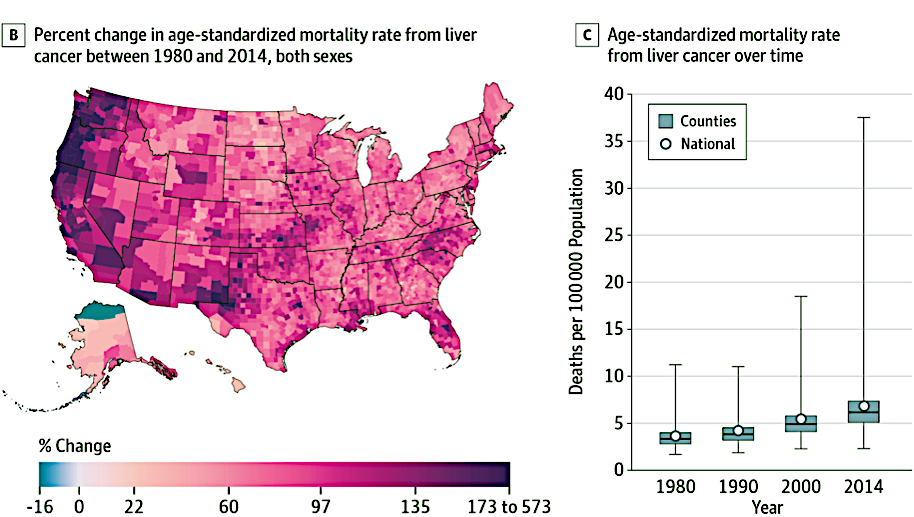 B Percent change in age-standardized mortality rate from liver
cancer between 1980 and 2014, both sexes
% Change
-16 0 22 60 97 135 173 to 573
C Age-standardized mortality rate
from liver cancer over time
Deaths per 100 000 Population
40
35
30
25
20
15
10
5
0
Counties
National
1980 1990 2000 2014
Year